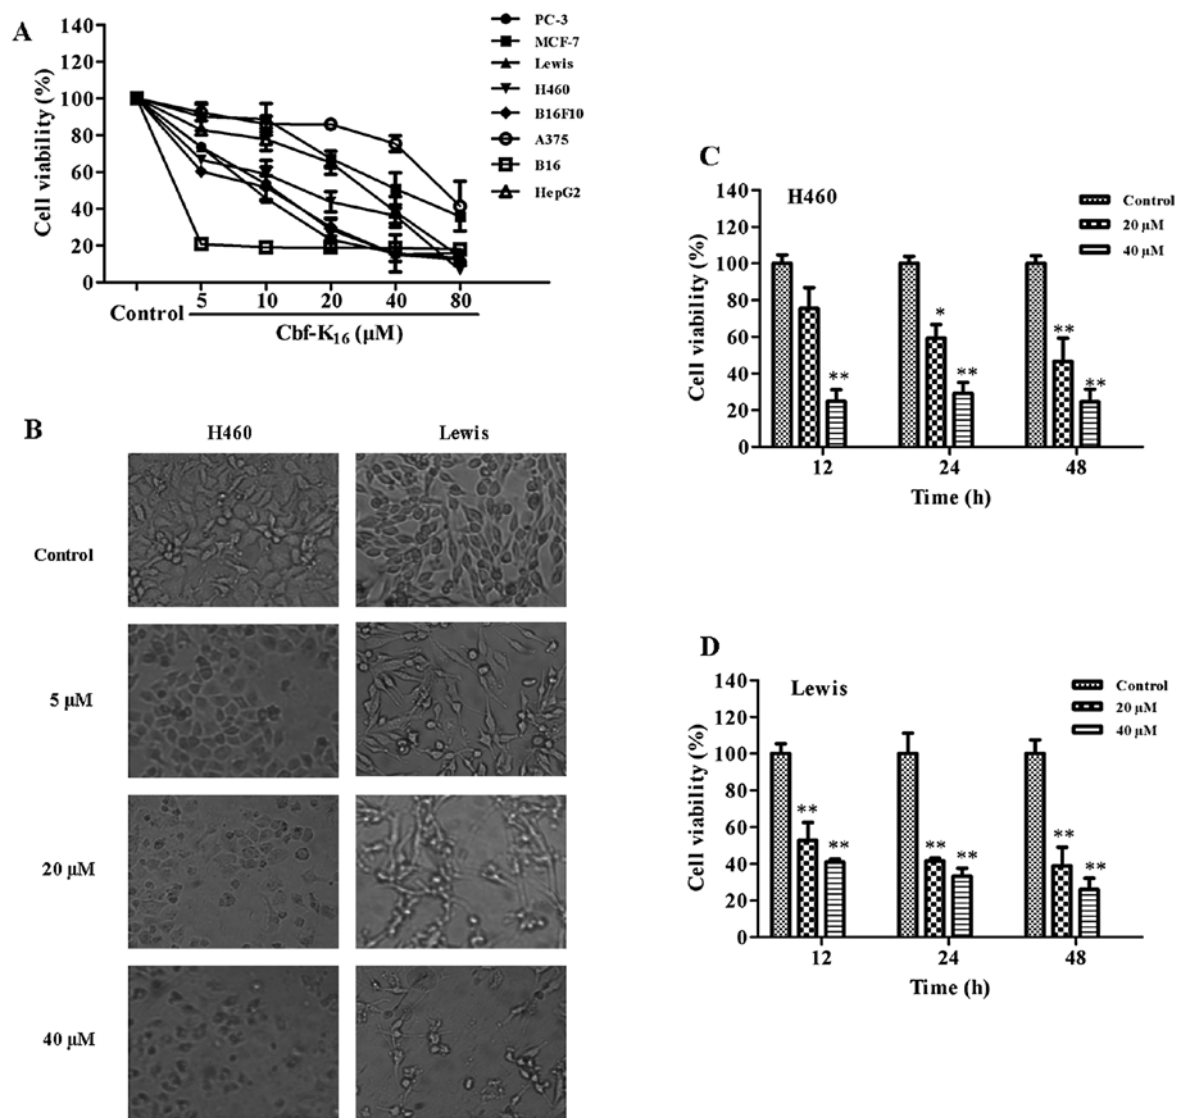 A
Cell viability (%)
140
120
100
80
60
40
20
0
Control
5
10
20
40
80
Cbf-K16 (μM)
PC-3
MCF-7
Lewis
H460
B16F10
A375
B16
HepG2
B
H460
Lewis
Control
5 μM
20 μM
40 μM
C
H460
Cell viability (%)
140
120
100
80
60
40
20
0
**
*
**
**
**
12
24
48
Time (h)
Control
20 μM
40 μM
D
Lewis
Cell viability (%)
140
120
100
80
60
40
20
0
**
**
**
**
**
**
12
24
48
Time (h)
Control
20 μM
40 μM